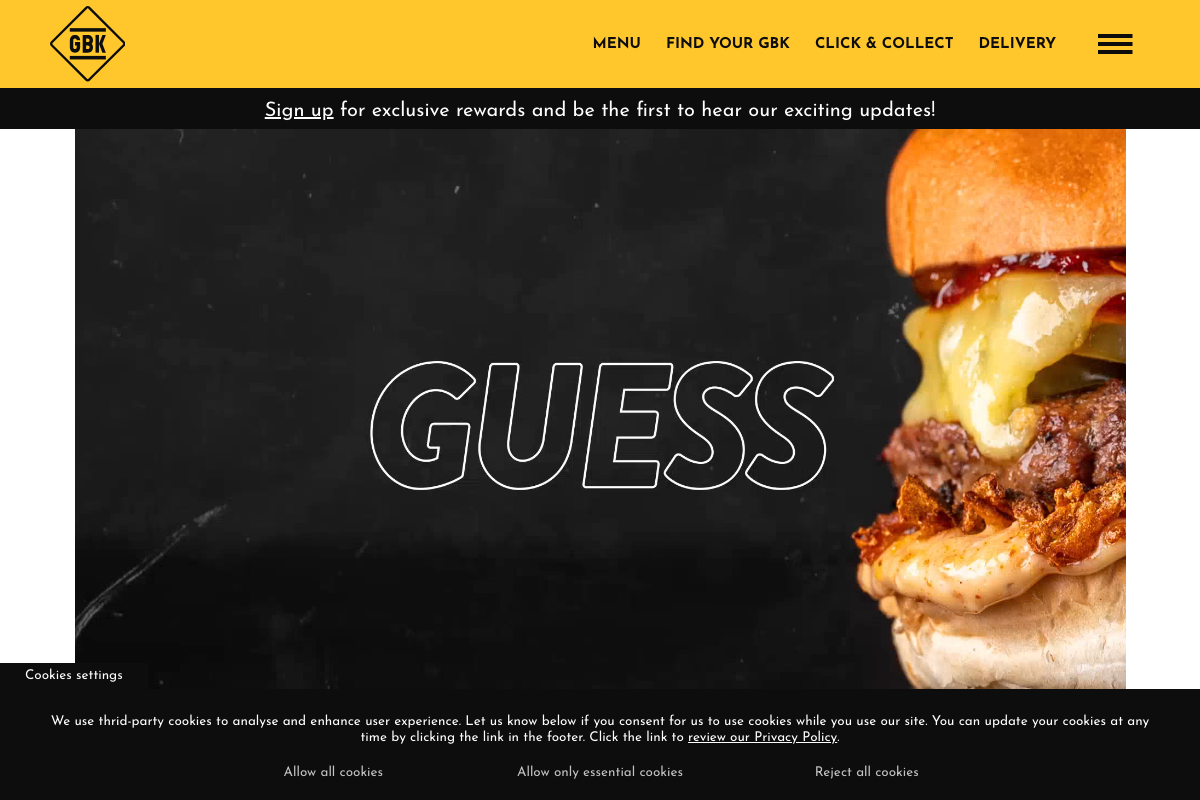 GBK
MENU
FIND YOUR GBK
CLICK & COLLECT
DELIVERY
Sign up for exclusive rewards and be the first to hear our exciting updates!
GUESS
Cookies settings
We use third-party cookies to analyse and enhance user experience. Let us know below if you consent for us to use cookies while you use our site. You can update your cookies at any
time by clicking the link in the footer. Click the link to review our Privacy Policy.
Allow all cookies
Allow only essential cookies
Reject all cookies